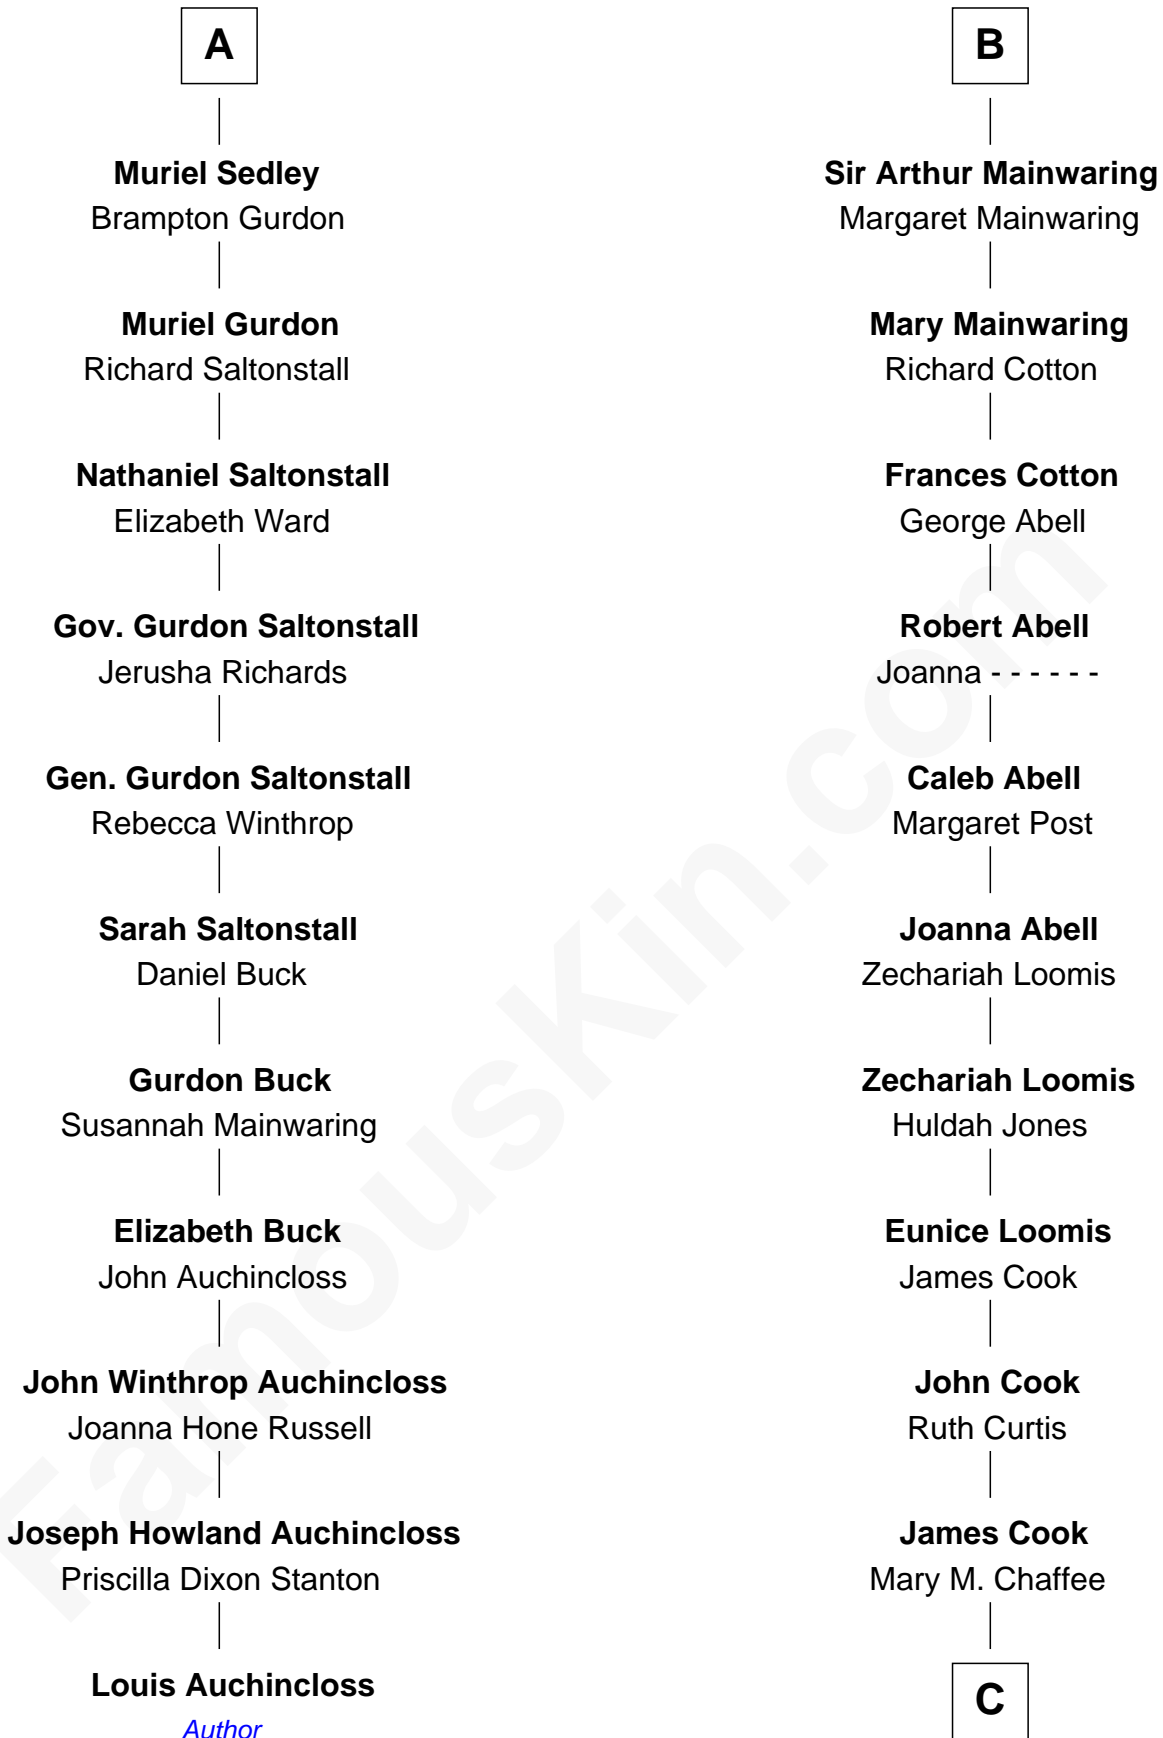 A
Muriel Sedley
Brampton Gurdon
Muriel Gurdon
Richard Saltonstall
Nathaniel Saltonstall
Elizabeth Ward
Gov. Gurdon Saltonstall
Jerusha Richards
Gen. Gurdon Saltonstall
Rebecca Winthrop
Sarah Saltonstall
Daniel Buck
Gurdon Buck
Susannah Mainwaring
Elizabeth Buck
John Auchincloss
John Winthrop Auchincloss
Joanna Hone Russell
Joseph Howland Auchincloss
Priscilla Dixon Stanton
Louis Auchincloss
Author
B
Sir Arthur Mainwaring
Margaret Mainwaring
Mary Mainwaring
Richard Cotton
Frances Cotton
George Abell
Robert Abell
Joanna - - - - - -
Caleb Abell
Margaret Post
Joanna Abell
Zechariah Loomis
Zechariah Loomis
Huldah Jones
Eunice Loomis
James Cook
John Cook
Ruth Curtis
James Cook
Mary M. Chaffee
C
FamousKin.com